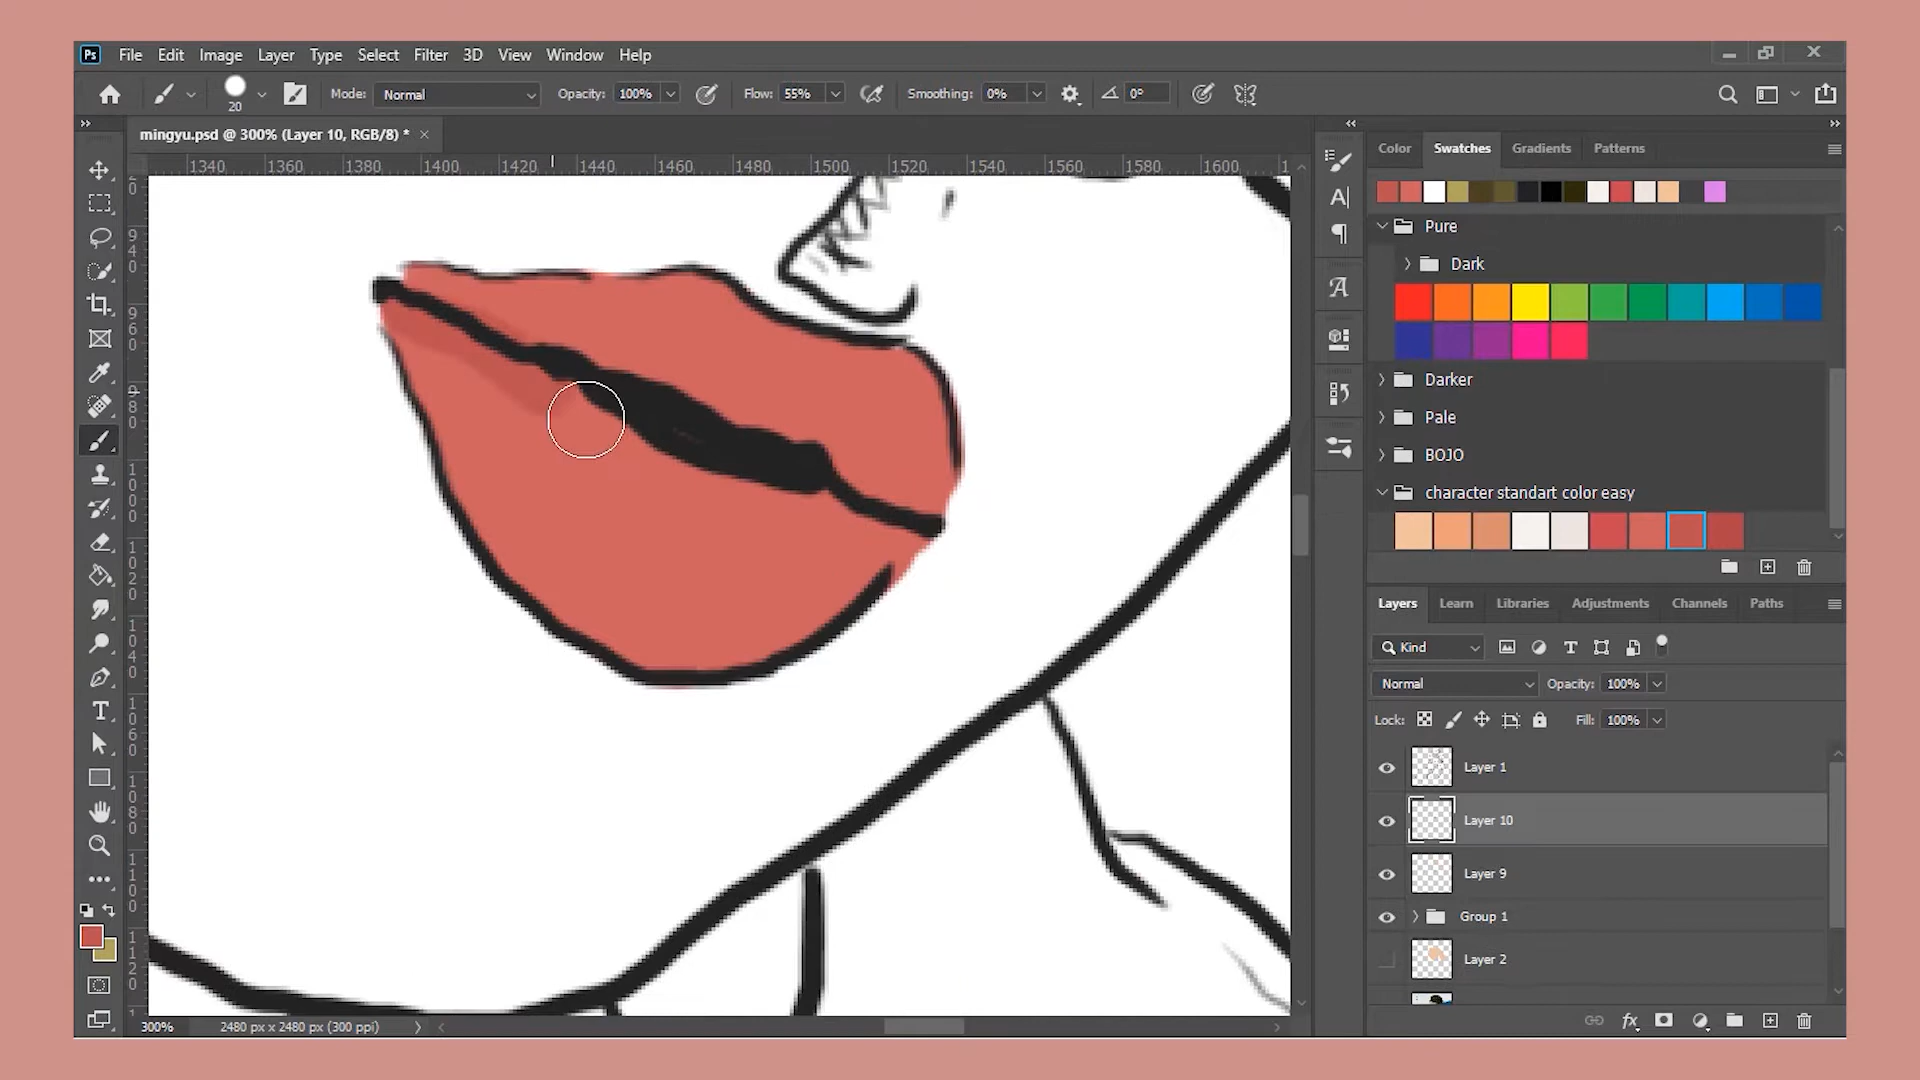 Ps File Edit Image Layer Type Select Filter 3D View Window Help
20 Mode: Normal Opacity: 100% Flow: 55% Smoothing: 0% 0°
mingyu.psd @ 300% (Layer 10, RGB/8) * ×
1340 1360 1380 1400 1420 1440 1460 1480 1500 1520 1540 1560 1580 1600
940
960
980
1000
1020
1040
1060
1080
1100
1120
Color Swatches Gradients Patterns
Pure
Dark
Darker
Pale
BOJO
character standart color easy
Layers Learn Libraries Adjustments Channels Paths
Kind
Normal Opacity: 100%
Lock: Fill: 100%
Layer 1
Layer 10
Layer 9
Group 1
Layer 2
fx
300% 2480 px x 2480 px (300 ppi)